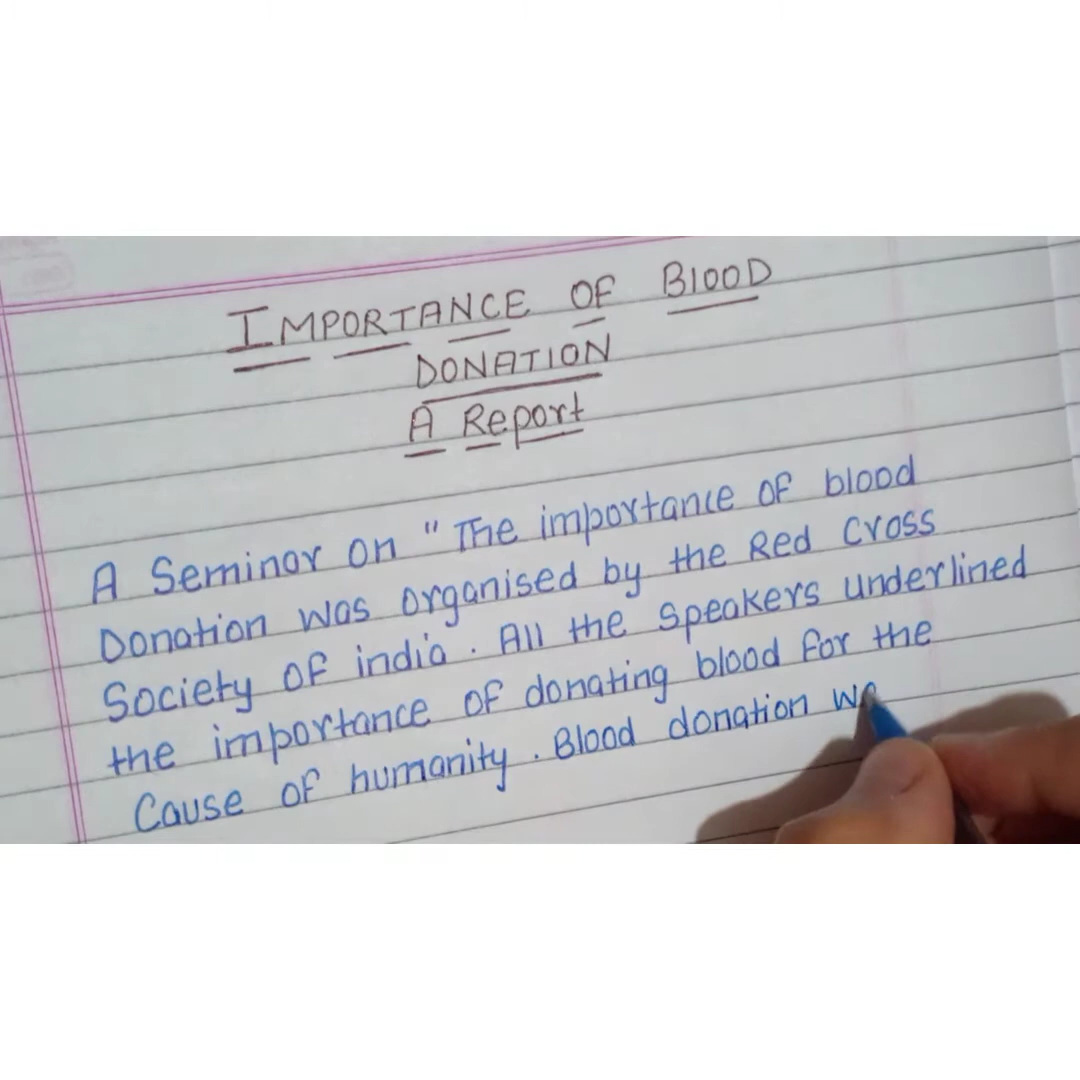 IMPORTANCE OF BlOOD
DONATION
A Report
A Seminar on " The importance of blood
Donation was organised by the Red Cross
Society of india . All the speakers underlined
the importance of donating blood for the
Cause of humanity . Blood donation wa